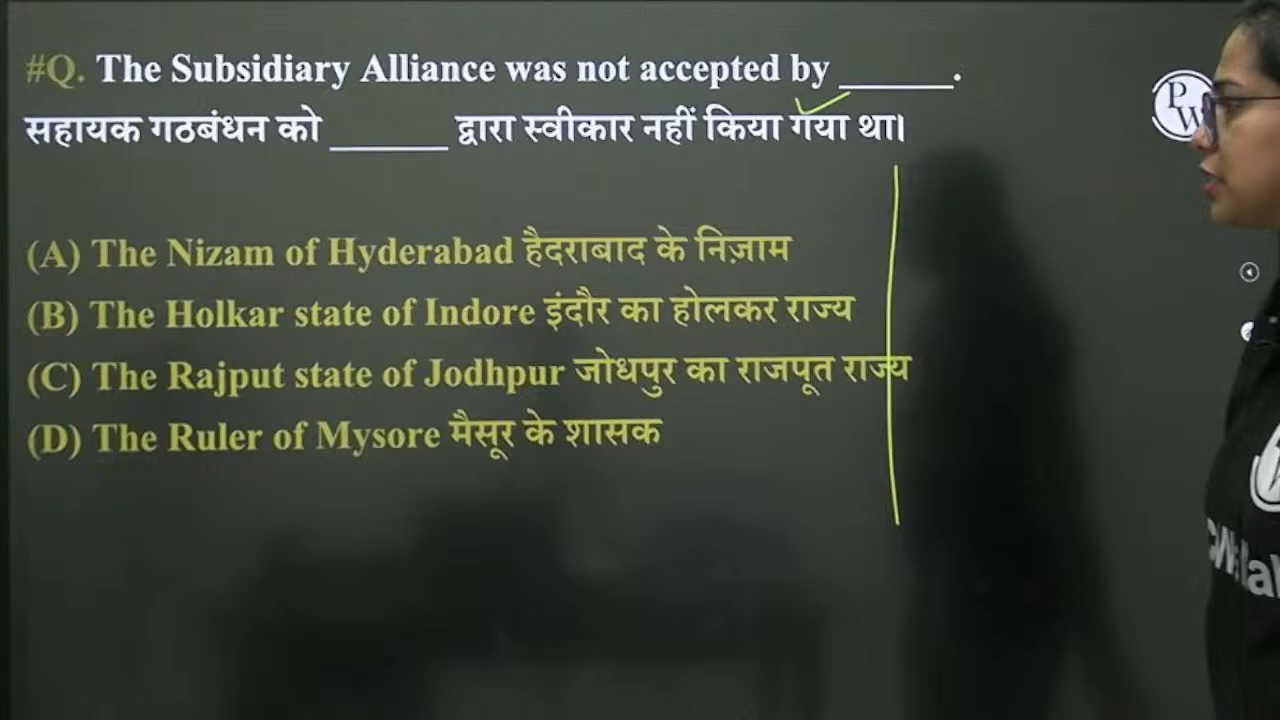 #Q. The Subsidiary Alliance was not accepted by ______.
सहायक गठबंधन को ______ द्वारा स्वीकार नहीं किया गया था।
PW
(A) The Nizam of Hyderabad हैदराबाद के निज़ाम
(B) The Holkar state of Indore इंदौर का होलकर राज्य
(C) The Rajput state of Jodhpur जोधपुर का राजपूत राज्य
(D) The Ruler of Mysore मैसूर के शासक